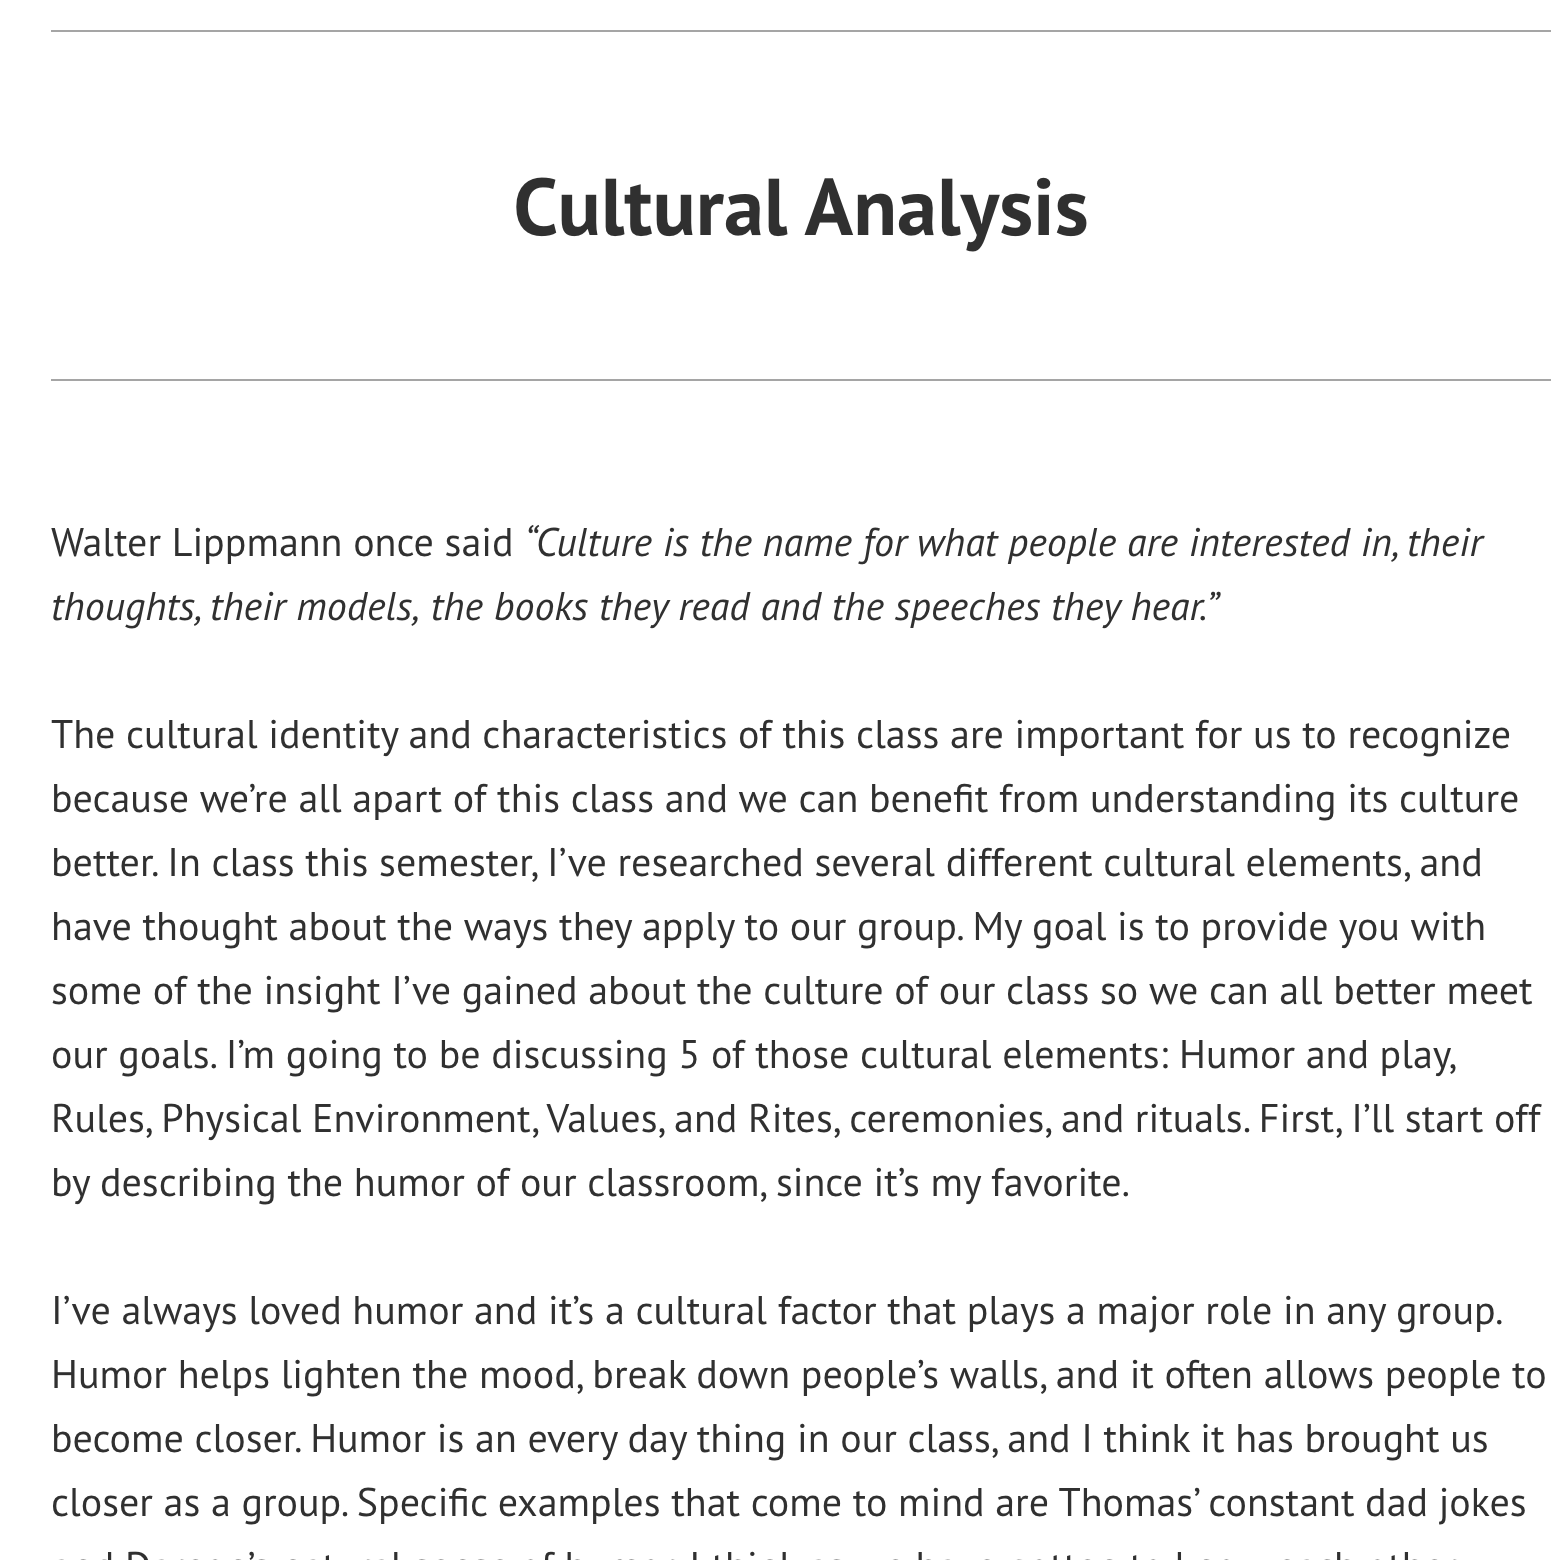 Cultural Analysis
Walter Lippmann once said “Culture is the name for what people are interested in, their
thoughts, their models, the books they read and the speeches they hear.”
The cultural identity and characteristics of this class are important for us to recognize
because we’re all apart of this class and we can benefit from understanding its culture
better. In class this semester, I’ve researched several different cultural elements, and
have thought about the ways they apply to our group. My goal is to provide you with
some of the insight I’ve gained about the culture of our class so we can all better meet
our goals. I’m going to be discussing 5 of those cultural elements: Humor and play,
Rules, Physical Environment, Values, and Rites, ceremonies, and rituals. First, I’ll start off
by describing the humor of our classroom, since it’s my favorite.
I’ve always loved humor and it’s a cultural factor that plays a major role in any group.
Humor helps lighten the mood, break down people’s walls, and it often allows people to
become closer. Humor is an every day thing in our class, and I think it has brought us
closer as a group. Specific examples that come to mind are Thomas’ constant dad jokes